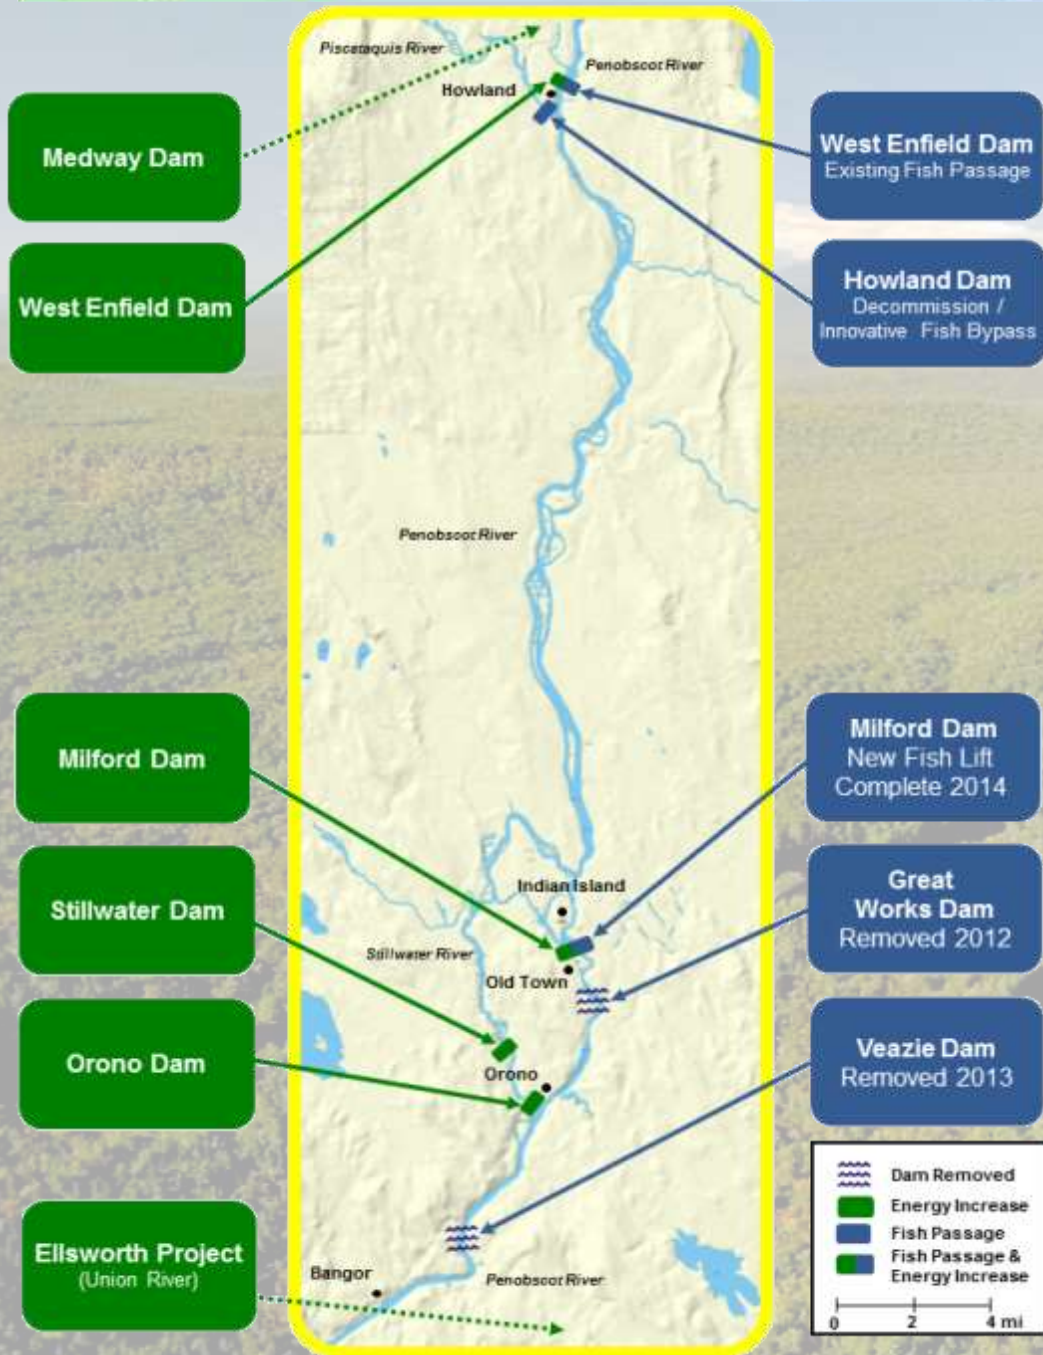 Medway Dam
West Enfield Dam
Milford Dam
Stillwater Dam
Orono Dam
Ellsworth Project
(Union River)
Piscataquis River
Penobscot River
Howland
Penobscot River
Indian Island
Stillwater River
Old Town
Orono
Bangor
Penobscot River
West Enfield Dam
Existing Fish Passage
Howland Dam
Decommission /
Innovative Fish Bypass
Milford Dam
New Fish Lift
Complete 2014
Great
Works Dam
Removed 2012
Veazie Dam
Removed 2013
Dam Removed
Energy Increase
Fish Passage
Fish Passage &
Energy Increase
0 2 4 mi